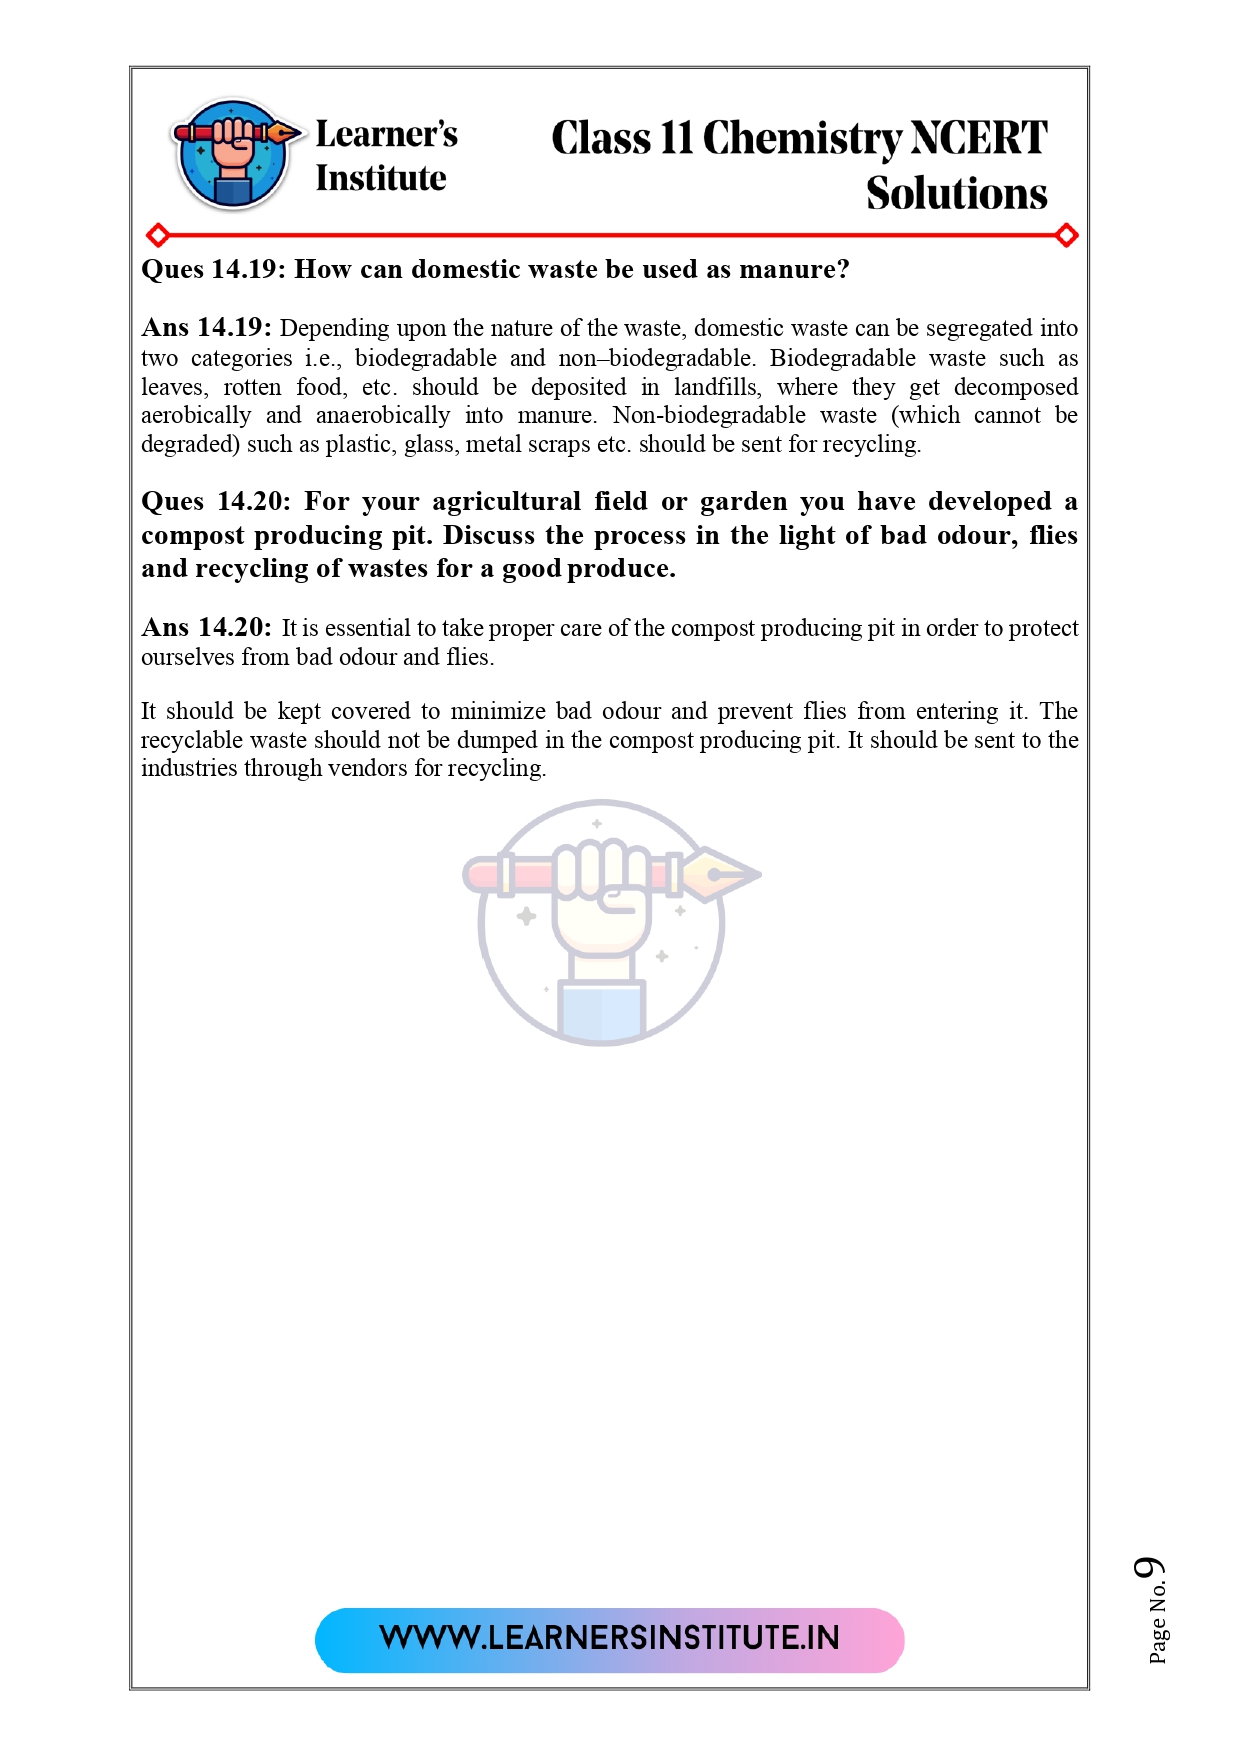 Learner's
Institute
Class 11 Chemistry NCERT
Solutions
Ques 14.19: How can domestic waste be used as manure?
Ans 14.19: Depending upon the nature of the waste, domestic waste can be segregated into
two categories i.e., biodegradable and non–biodegradable. Biodegradable waste such as
leaves, rotten food, etc. should be deposited in landfills, where they get decomposed
aerobically and anaerobically into manure. Non-biodegradable waste (which cannot be
degraded) such as plastic, glass, metal scraps etc. should be sent for recycling.
Ques 14.20: For your agricultural field or garden you have developed a
compost producing pit. Discuss the process in the light of bad odour, flies
and recycling of wastes for a good produce.
Ans 14.20: It is essential to take proper care of the compost producing pit in order to protect
ourselves from bad odour and flies.
It should be kept covered to minimize bad odour and prevent flies from entering it. The
recyclable waste should not be dumped in the compost producing pit. It should be sent to the
industries through vendors for recycling.
WWW.LEARNERSINSTITUTE.IN
Page No. 9